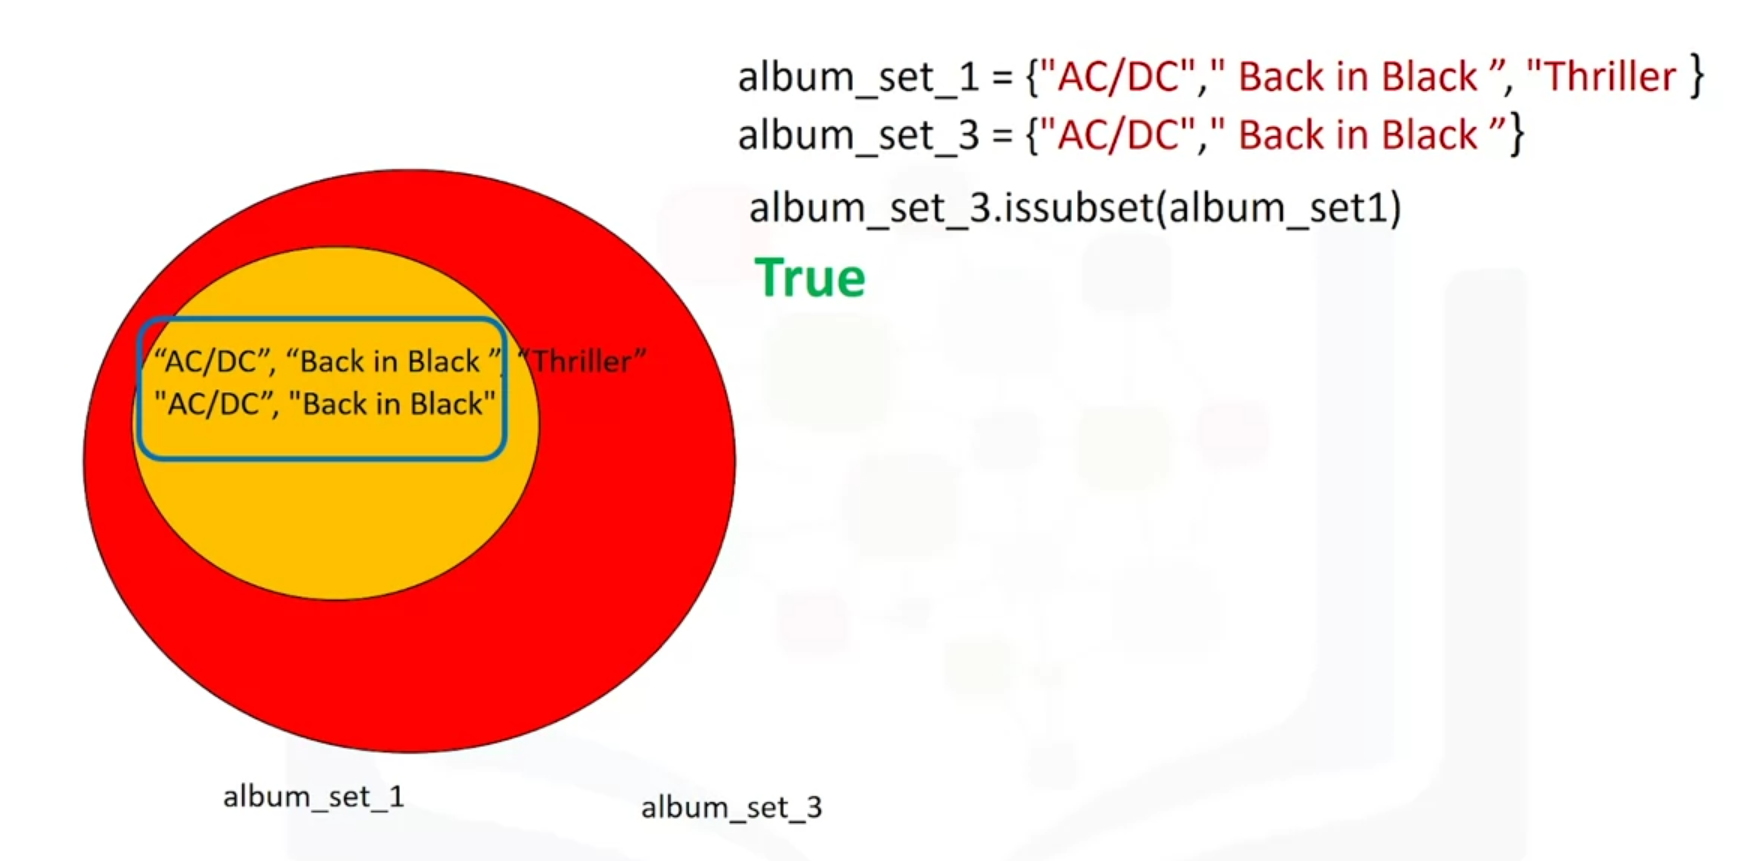 album_set_1 = {"AC/DC"," Back in Black ”, "Thriller }
album_set_3 = {"AC/DC"," Back in Black ”}
album_set_3.issubset(album_set1)
True
“AC/DC”, “Back in Black ”, “Thriller”
"AC/DC”, "Back in Black"
album_set_1
album_set_3